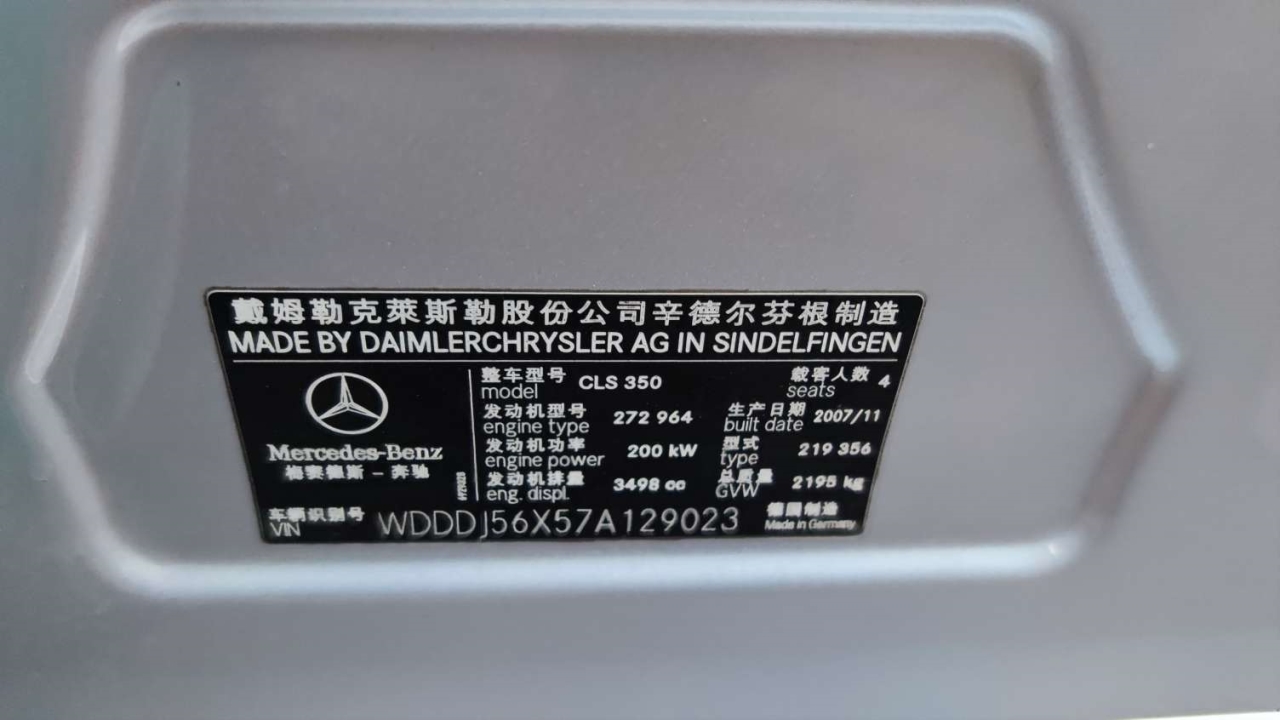 戴姆勒克萊斯勒股份公司辛德尔芬根制造
MADE BY DAIMLERCHRYSLER AG IN SINDELFINGEN
整车型号 CLS 350 载客人数 4
model seats
发动机型号 272 964 生产日期 2007/11
engine type built date
发动机功率 200 kW 型式 219 356
engine power type
发动机排量 3498 cc 总质量 2195 kg
eng. displ. GVW
Mercedes-Benz
梅赛德斯-奔驰
车辆识别号 WDDDJ56X57A129023 德国制造
VIN Made in Germany